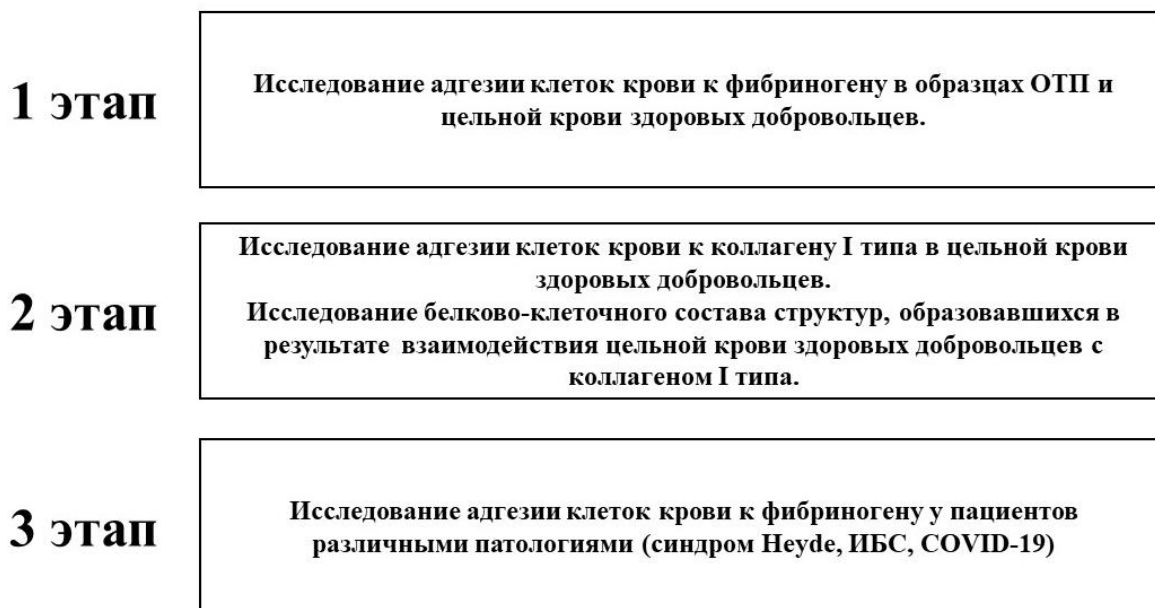 1 этап
Исследование адгезии клеток крови к фибриногену в образцах ОТП и
цельной крови здоровых добровольцев.
2 этап
Исследование адгезии клеток крови к коллагену I типа в цельной крови
здоровых добровольцев.
Исследование белково-клеточного состава структур, образовавшихся в
результате взаимодействия цельной крови здоровых добровольцев с
коллагеном I типа.
3 этап
Исследование адгезии клеток крови к фибриногену у пациентов
различными патологиями (синдром Heyde, ИБС, COVID-19)